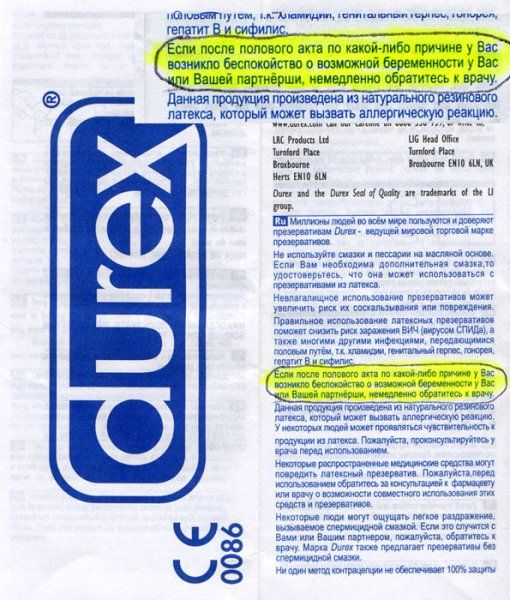 половым путём, т.к. хламидии, генитальный герпес, гонорея,
гепатит В и сифилис.
Если после полового акта по какой-либо причине у Вас
возникло беспокойство о возможной беременности у Вас
или Вашей партнёрши, немедленно обратитесь к врачу.
Данная продукция произведена из натурального резинового
латекса, который может вызвать аллергическую реакцию.
durex
®
CE
0086
LRC Products Ltd
Turnford Place
Broxbourne
Herts EN10 6LN
LIG Head Office
Turnford Place
Broxbourne EN10 6LN, UK
Durex and the Durex Seal of Quality are trademarks of the LI
group.
Ru Миллионы людей во всём мире пользуются и доверяют
презервативам Durex - ведущей мировой торговой марке
презервативов.
Не используйте смазки и пессарии на масляной основе.
Если Вам необходима дополнительная смазка,то
удостоверьтесь, что она может использоваться с
презервативами из латекса.
Невлагалищное использование презервативов может
увеличить риск их соскальзывания или повреждения.
Правильное использование латексных презервативов
поможет снизить риск заражения ВИЧ (вирусом СПИДа), а
также многими другими инфекциями, передающимися
половым путём, т.к. хламидии, генитальный герпес, гонорея,
гепатит В и сифилис.
Если после полового акта по какой-либо причине у Вас
возникло беспокойство о возможной беременности у Вас
или Вашей партнёрши, немедленно обратитесь к врачу.
Данная продукция произведена из натурального резинового
латекса, который может вызвать аллергическую реакцию.
У некоторых людей может проявляться чувствительность к
продукции из латекса. Пожалуйста, проконсультируйтесь у
врача перед использованием.
Некоторые распространенные медицинские средства могут
повредить латексный презерватив. Пожалуйста,перед
использованием обратитесь за консультацией к фармацевту
или врачу о возможности совместного использования этих
средств и презервативов.
Некоторые люди могут ощущать легкое раздражение,
вызываемое спермицидной смазкой. Если это случится с
Вами или Вашим партнером, пожалуйста, обратитесь к
врачу. Марка Durex также предлагает презервативы без
спермицидной смазки.
Ни один метод контрацепции не обеспечивает 100% защиты